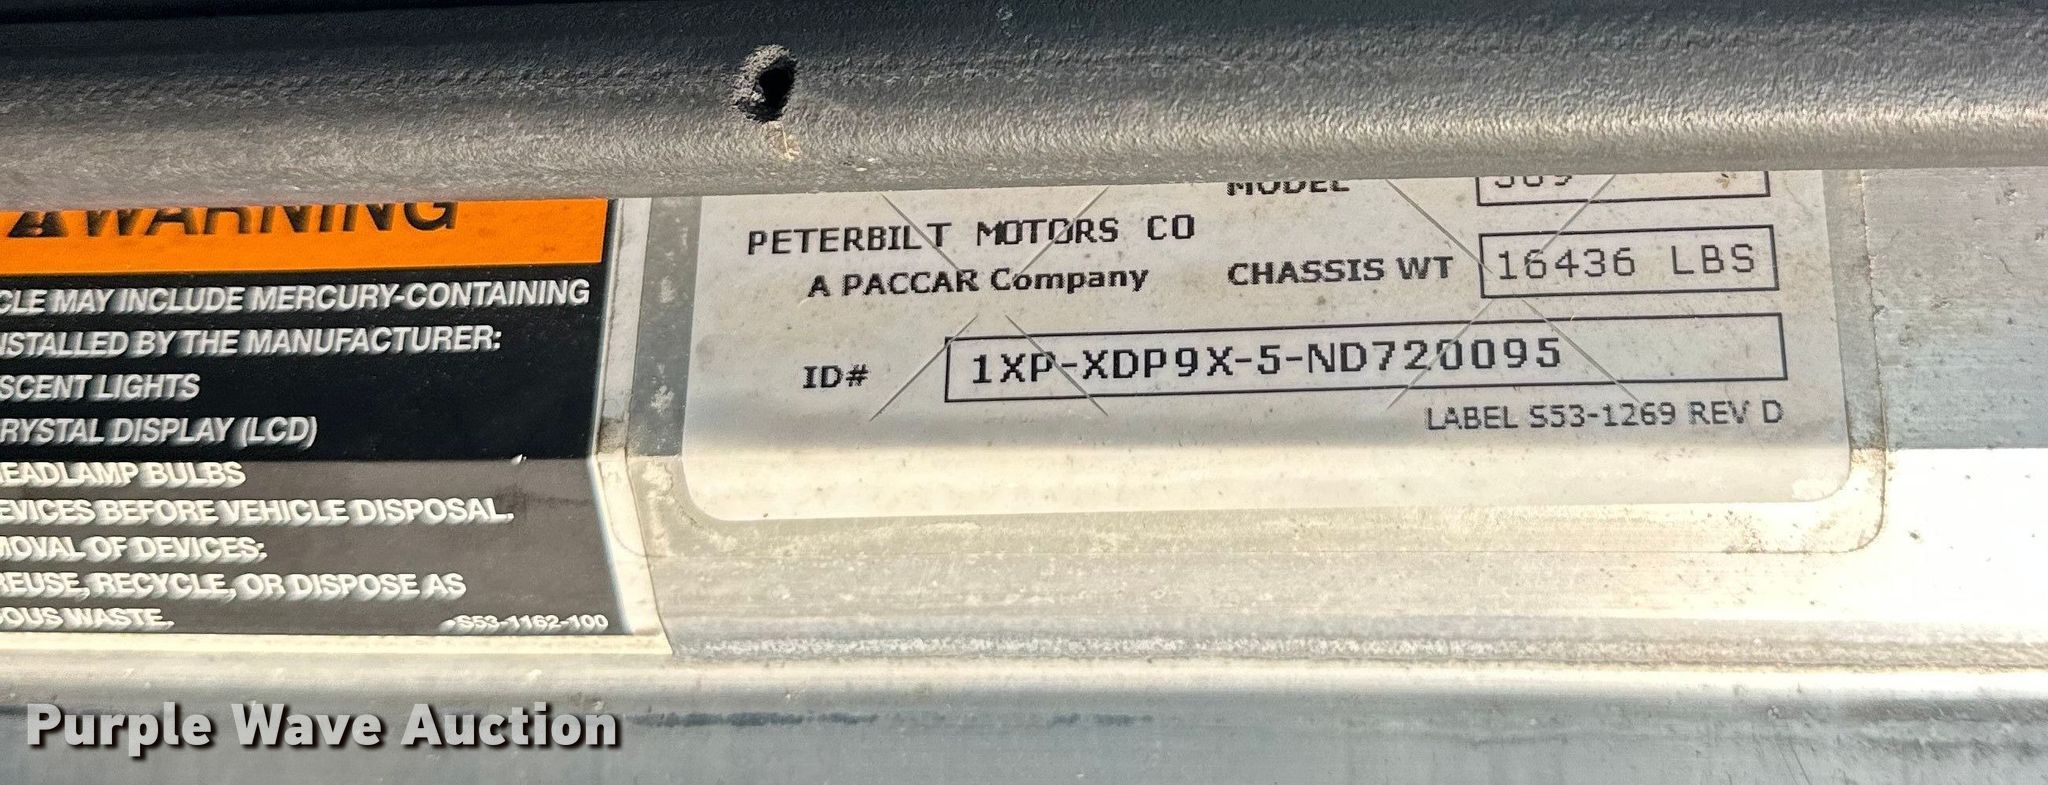 WARNING
CLE MAY INCLUDE MERCURY-CONTAINING
NSTALLED BY THE MANUFACTURER:
SCENT LIGHTS
RYSTAL DISPLAY (LCD)
EADLAMP BULBS
EVICES BEFORE VEHICLE DISPOSAL.
MOVAL OF DEVICES:
REUSE, RECYCLE, OR DISPOSE AS
OUS WASTE.
S53-1162-100
MODEL 389
PETERBILT MOTORS CO
A PACCAR Company
CHASSIS WT 16436 LBS
ID# 1XP-XDP9X-5-ND720095
LABEL S53-1269 REV D
Purple Wave Auction